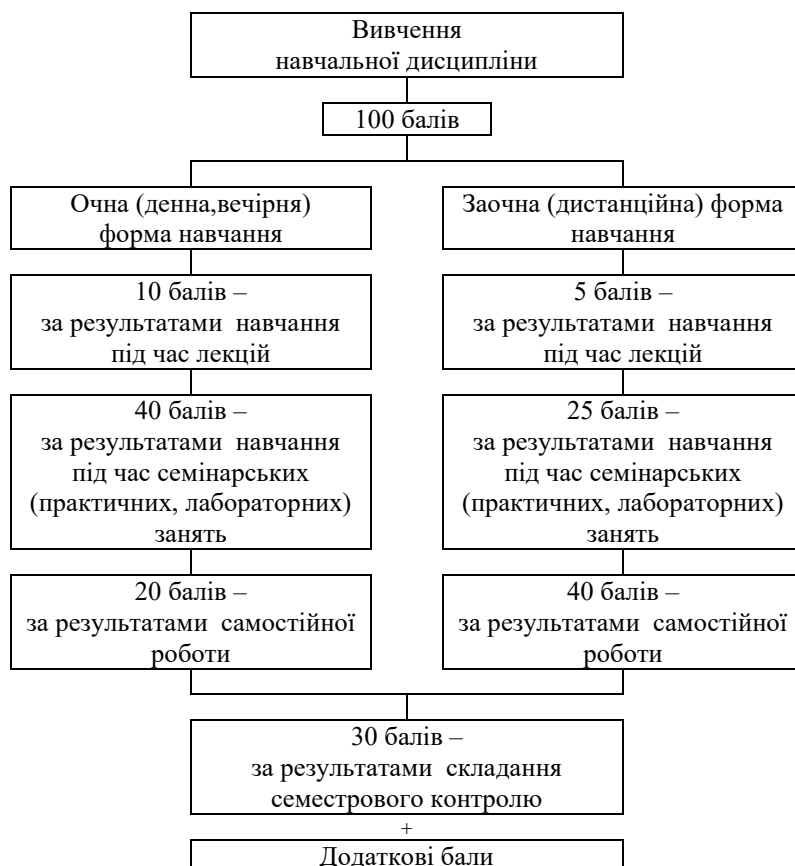 Вивчення
навчальної дисципліни
100 балів
Очна (денна,вечірня)
форма навчання
Заочна (дистанційна) форма
навчання
10 балів –
за результатами навчання
під час лекцій
5 балів –
за результатами навчання
під час лекцій
40 балів –
за результатами навчання
під час семінарських
(практичних, лабораторних)
занять
25 балів –
за результатами навчання
під час семінарських
(практичних, лабораторних)
занять
20 балів –
за результатами самостійної
роботи
40 балів –
за результатами самостійної
роботи
30 балів –
за результатами складання
семестрового контролю
+
Додаткові бали